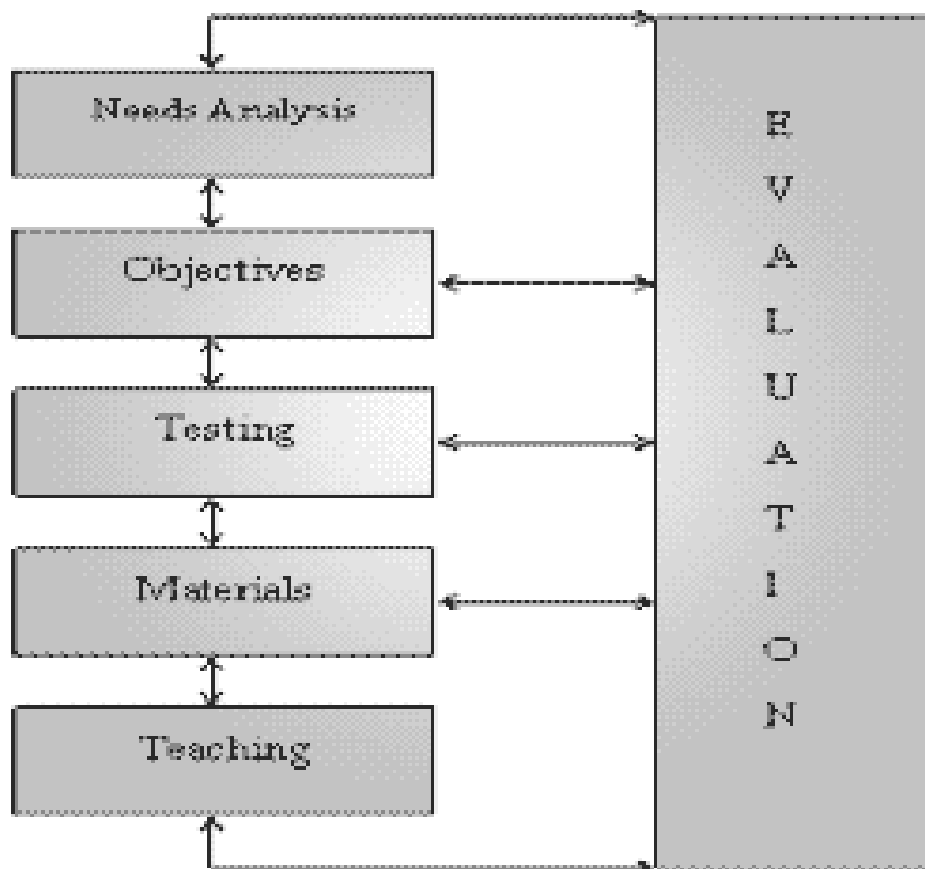 Needs Analysis
Objectives
Testing
Materials
Teaching
E
V
A
L
U
A
T
I
O
N